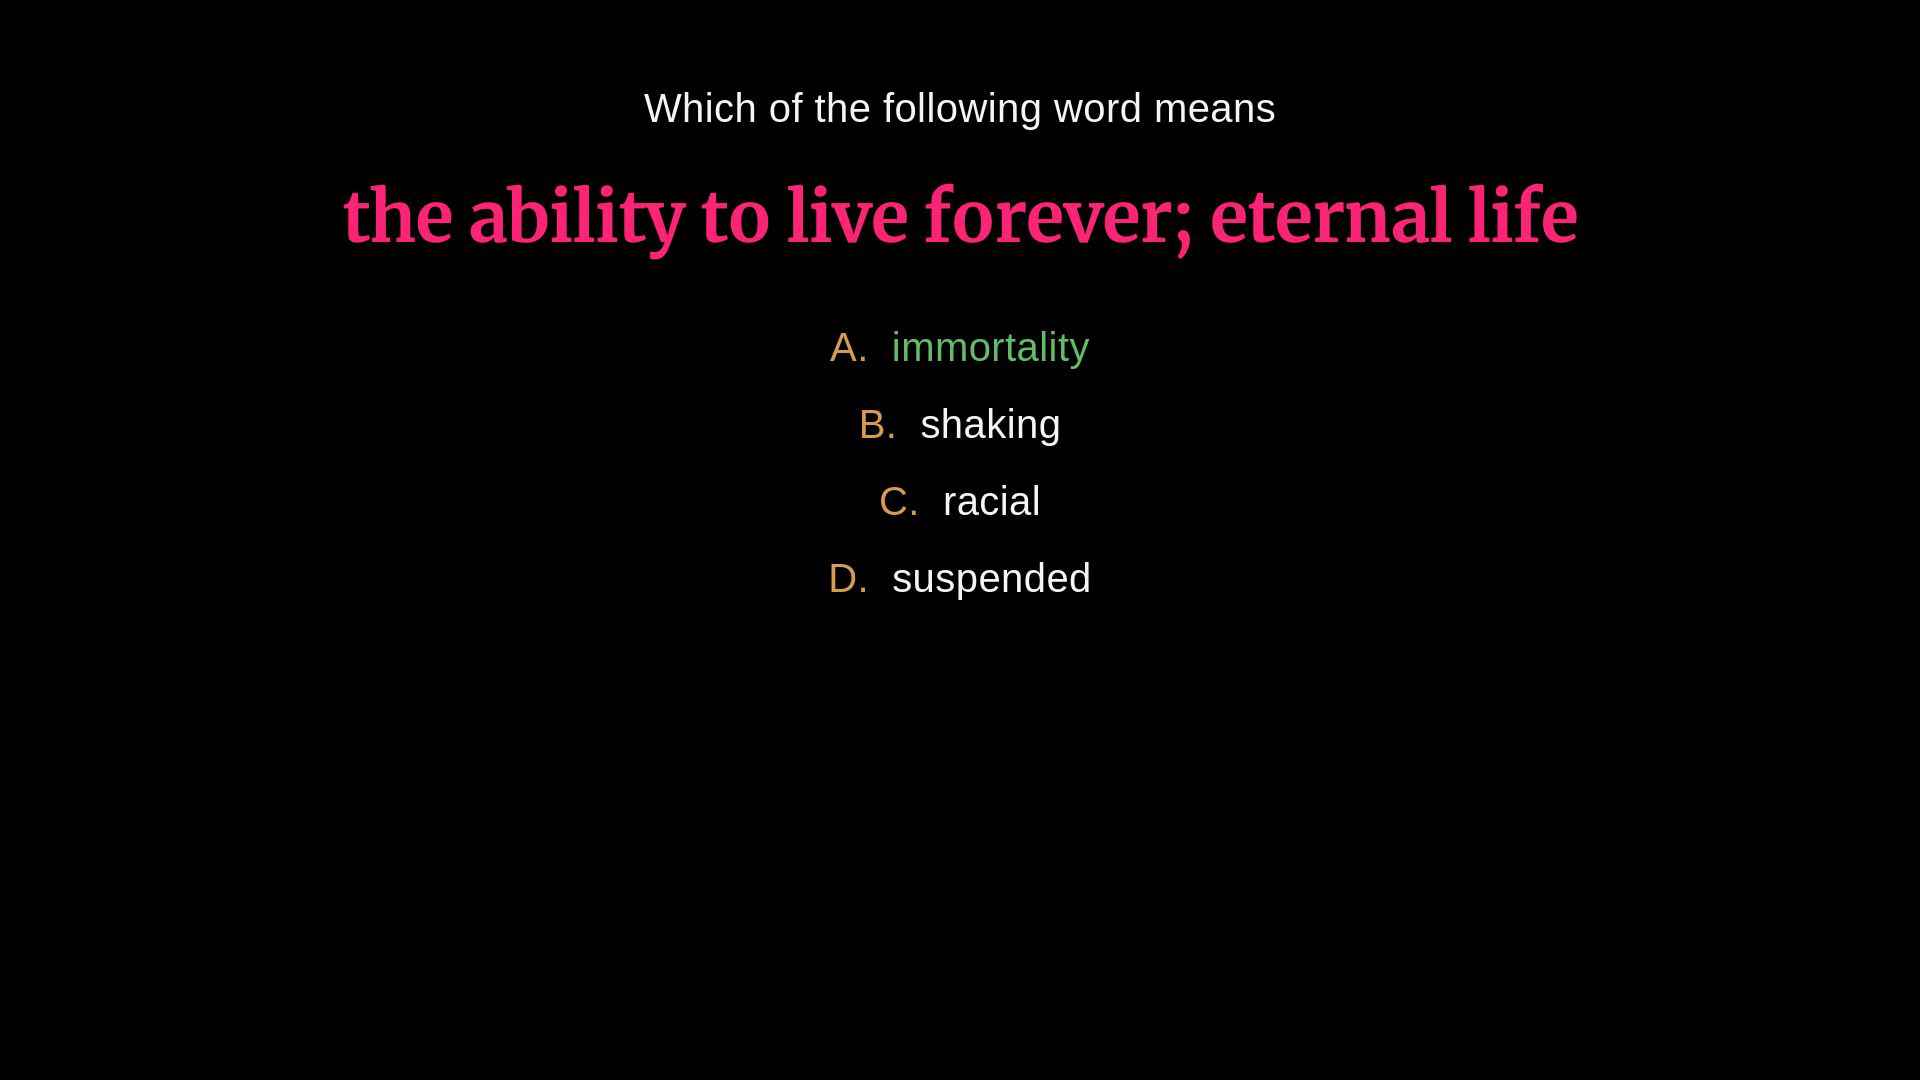 Which of the following word means
the ability to live forever; eternal life
A. immortality
B. shaking
C. racial
D. suspended